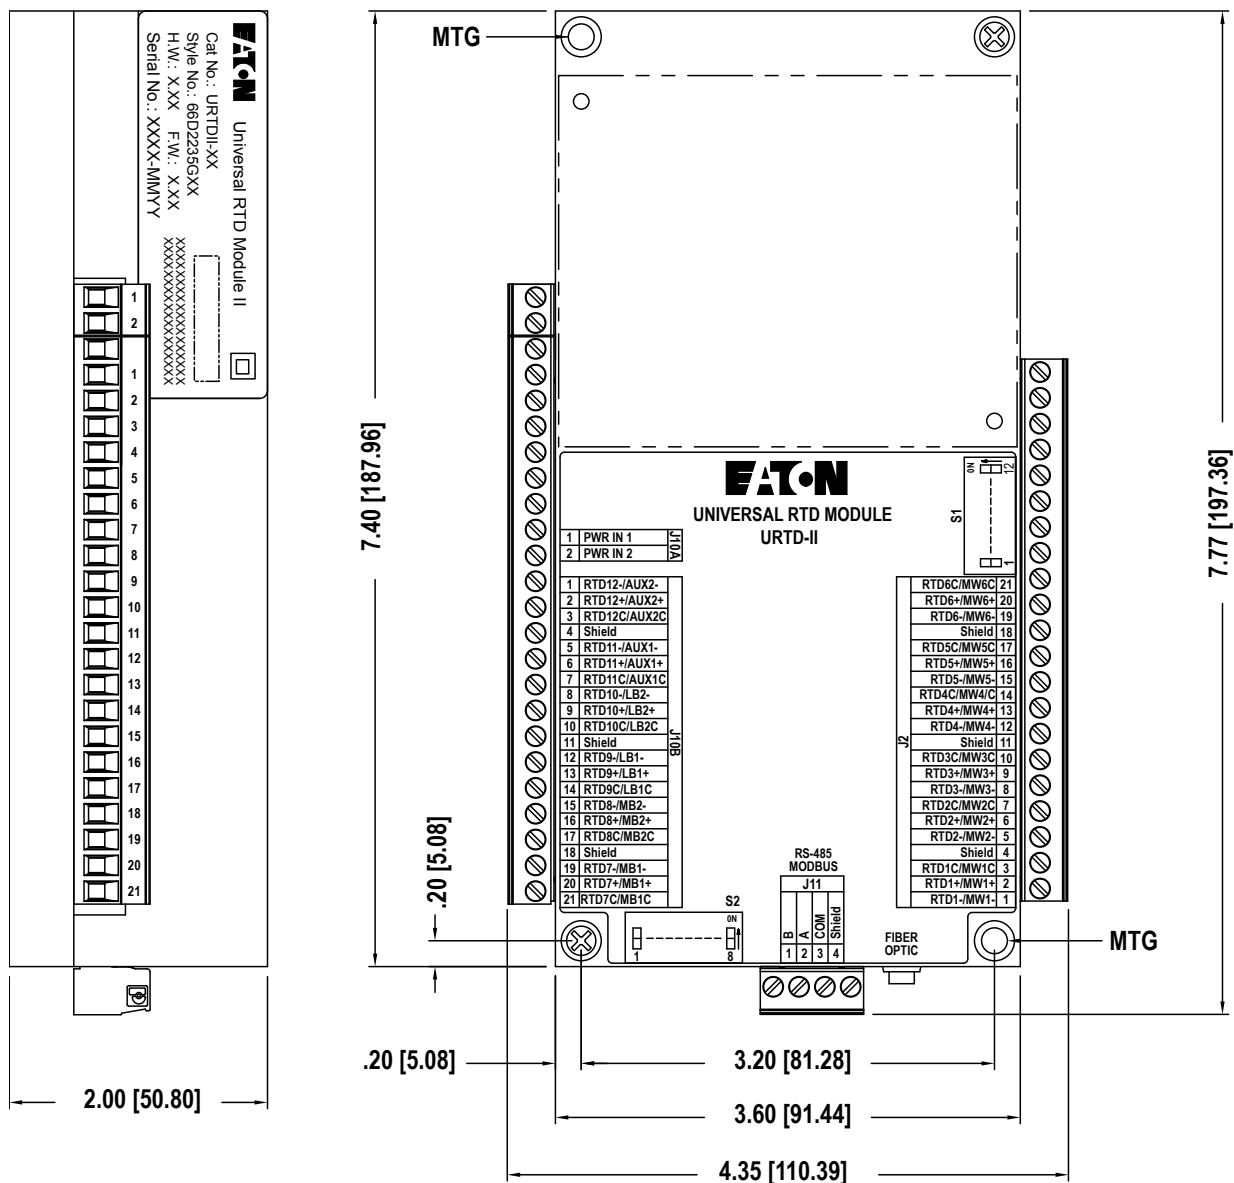 EATON
Universal RTD Module II
Cat No.: URTDII-XX
Style No.: 66D2235GXX
H.W.: X.XX F.W.: X.XX
Serial No.: XXXX-MMYY
1
2
1
2
3
4
5
6
7
8
9
10
11
12
13
14
15
16
17
18
19
20
21
2.00 [50.80]
MTG
7.40 [187.96]
.20 [5.08]
.20 [5.08]
EATON
UNIVERSAL RTD MODULE
URTD-II
J10A
1 PWR IN 1
2 PWR IN 2
J10B
1 RTD12-/AUX2-
2 RTD12+/AUX2+
3 RTD12C/AUX2C
4 Shield
5 RTD11-/AUX1-
6 RTD11+/AUX1+
7 RTD11C/AUX1C
8 RTD10-/LB2-
9 RTD10+/LB2+
10 RTD10C/LB2C
11 Shield
12 RTD9-/LB1-
13 RTD9+/LB1+
14 RTD9C/LB1C
15 RTD8-/MB2-
16 RTD8+/MB2+
17 RTD8C/MB2C
18 Shield
19 RTD7-/MB1-
20 RTD7+/MB1+
21 RTD7C/MB1C
S1
ON
12
1
J2
RTD6C/MW6C 21
RTD6+/MW6+ 20
RTD6-/MW6- 19
Shield 18
RTD5C/MW5C 17
RTD5+/MW5+ 16
RTD5-/MW5- 15
RTD4C/MW4/C 14
RTD4+/MW4+ 13
RTD4-/MW4- 12
Shield 11
RTD3C/MW3C 10
RTD3+/MW3+ 9
RTD3-/MW3- 8
RTD2C/MW2C 7
RTD2+/MW2+ 6
RTD2-/MW2- 5
Shield 4
RTD1C/MW1C 3
RTD1+/MW1+ 2
RTD1-/MW1- 1
S2
ON
1
8
RS-485
MODBUS
J11
B
A
COM
Shield
1 2 3 4
FIBER
OPTIC
MTG
7.77 [197.36]
3.20 [81.28]
3.60 [91.44]
4.35 [110.39]